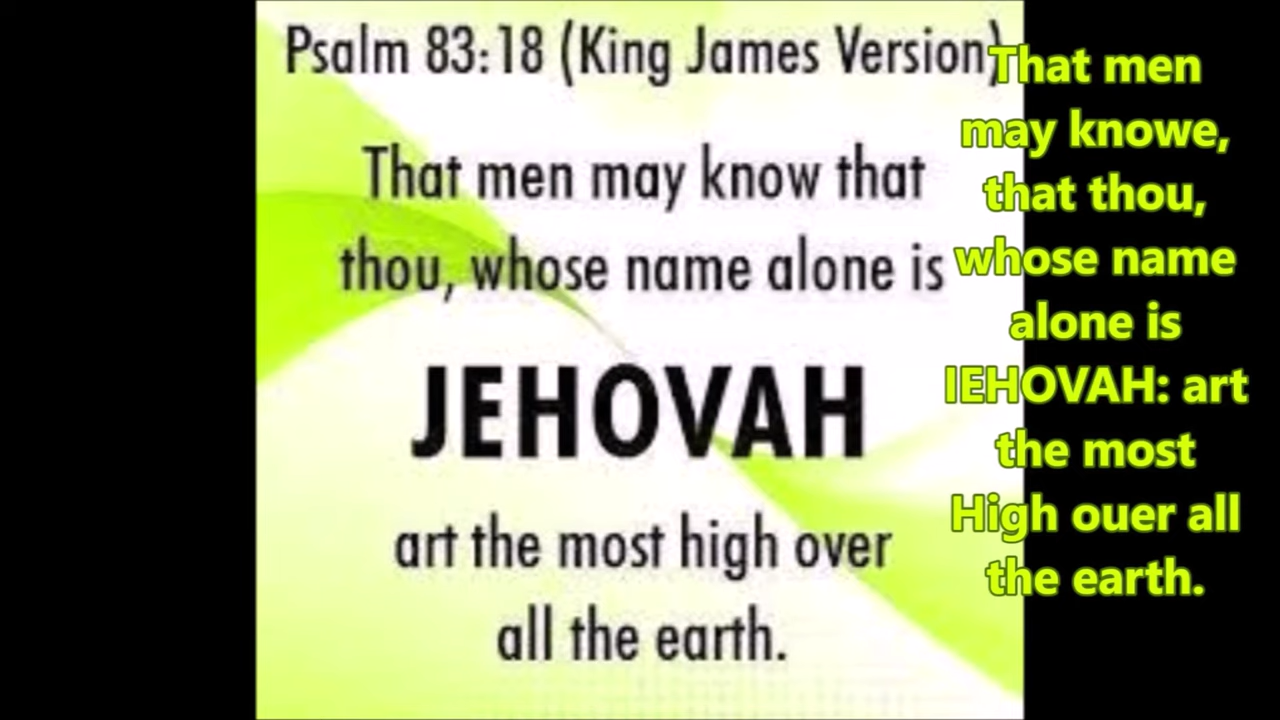 Psalm 83:18 (King James Version)
That men may know that
thou, whose name alone is
JEHOVAH
art the most high over
all the earth.
That men
may knowe,
that thou,
whose name
alone is
IEHOVAH: art
the most
High ouer all
the earth.